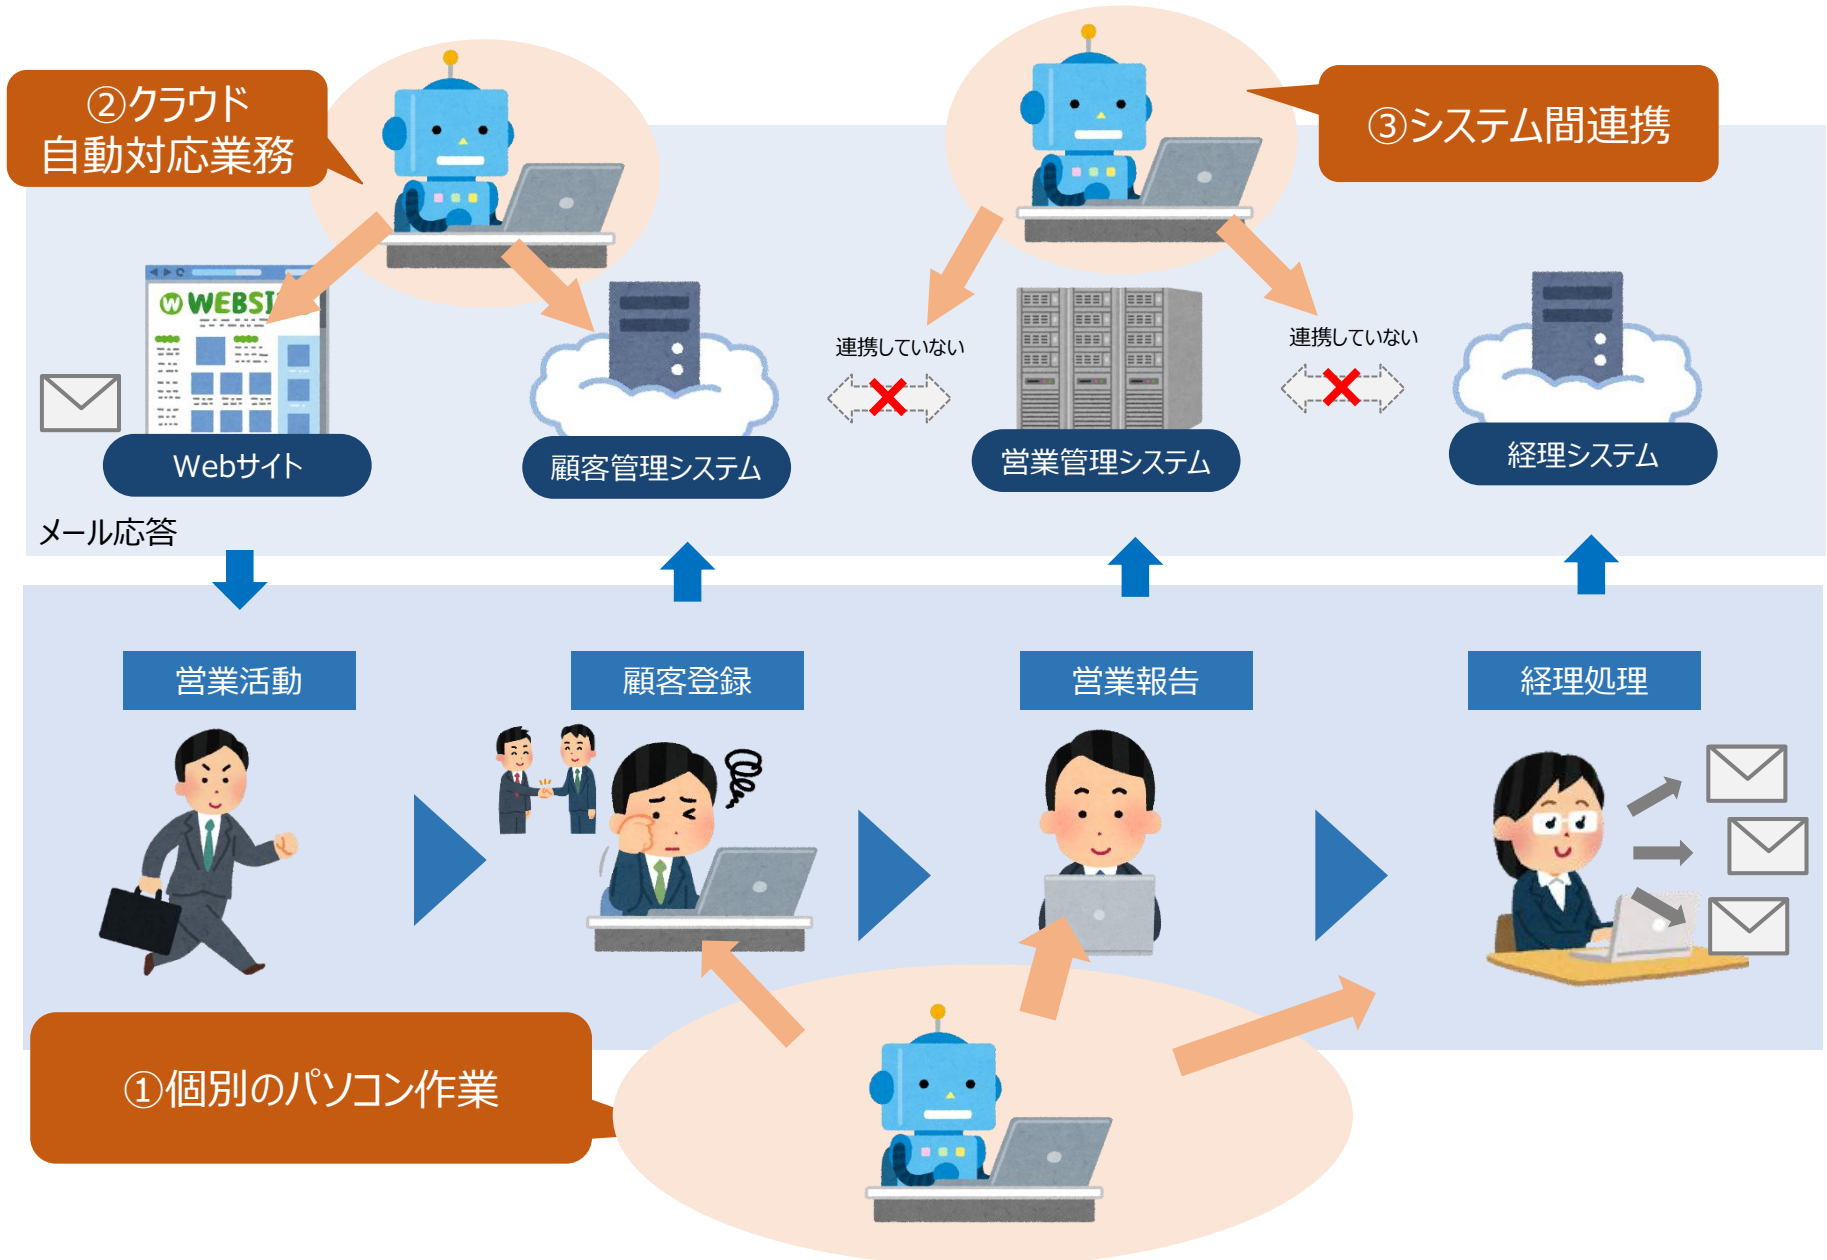 ②クラウド
自動対応業務
③システム間連携
WEBSI
連携していない
連携していない
Webサイト
顧客管理システム
営業管理システム
経理システム
メール応答
営業活動
顧客登録
営業報告
経理処理
①個別のパソコン作業